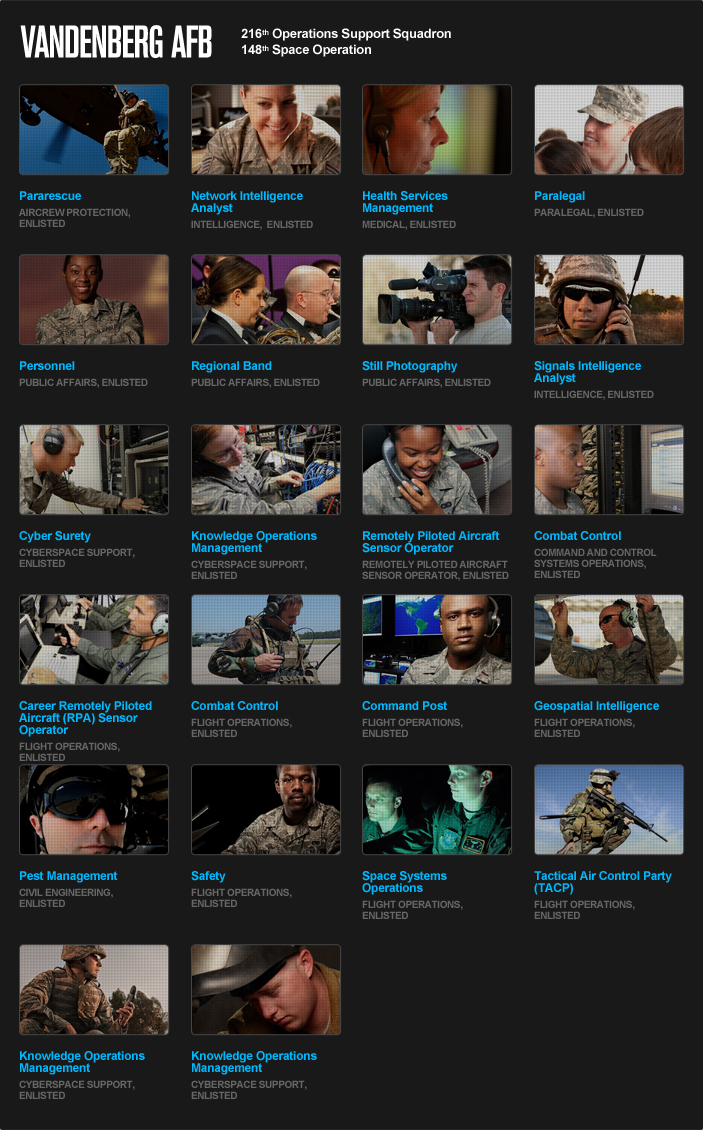 VANDENBERG AFB
216th Operations Support Squadron
148th Space Operation
Pararescue
AIRCREW PROTECTION,
ENLISTED
Network Intelligence
Analyst
INTELLIGENCE, ENLISTED
Health Services
Management
MEDICAL, ENLISTED
Paralegal
PARALEGAL, ENLISTED
Personnel
PUBLIC AFFAIRS, ENLISTED
Regional Band
PUBLIC AFFAIRS, ENLISTED
Still Photography
PUBLIC AFFAIRS, ENLISTED
Signals Intelligence
Analyst
INTELLIGENCE, ENLISTED
Cyber Surety
CYBERSPACE SUPPORT,
ENLISTED
Knowledge Operations
Management
CYBERSPACE SUPPORT,
ENLISTED
Remotely Piloted Aircraft
Sensor Operator
REMOTELY PILOTED AIRCRAFT
SENSOR OPERATOR, ENLISTED
Combat Control
COMMAND AND CONTROL
SYSTEMS OPERATIONS,
ENLISTED
Career Remotely Piloted
Aircraft (RPA) Sensor
Operator
FLIGHT OPERATIONS,
ENLISTED
Combat Control
FLIGHT OPERATIONS,
ENLISTED
Command Post
FLIGHT OPERATIONS,
ENLISTED
Geospatial Intelligence
FLIGHT OPERATIONS,
ENLISTED
Pest Management
CIVIL ENGINEERING,
ENLISTED
Safety
FLIGHT OPERATIONS,
ENLISTED
Space Systems
Operations
FLIGHT OPERATIONS,
ENLISTED
Tactical Air Control Party
(TACP)
FLIGHT OPERATIONS,
ENLISTED
Knowledge Operations
Management
CYBERSPACE SUPPORT,
ENLISTED
Knowledge Operations
Management
CYBERSPACE SUPPORT,
ENLISTED